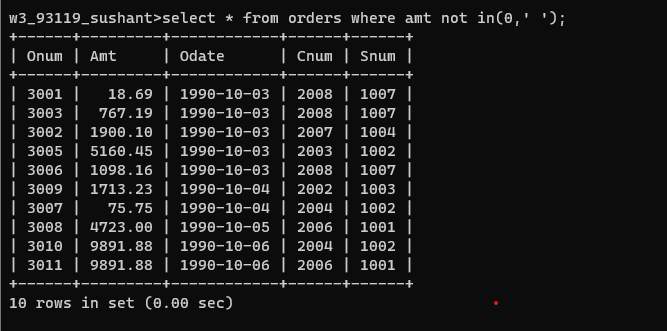 w3_93119_sushant>select * from orders where amt not in(0,' ');
+------+---------+------------+------+------+
| Onum | Amt     | Odate      | Cnum | Snum |
+------+---------+------------+------+------+
| 3001 |   18.69 | 1990-10-03 | 2008 | 1007 |
| 3003 |  767.19 | 1990-10-03 | 2008 | 1007 |
| 3002 | 1900.10 | 1990-10-03 | 2007 | 1004 |
| 3005 | 5160.45 | 1990-10-03 | 2003 | 1002 |
| 3006 | 1098.16 | 1990-10-03 | 2008 | 1007 |
| 3009 | 1713.23 | 1990-10-04 | 2002 | 1003 |
| 3007 |   75.75 | 1990-10-04 | 2004 | 1002 |
| 3008 | 4723.00 | 1990-10-05 | 2006 | 1001 |
| 3010 | 9891.88 | 1990-10-06 | 2004 | 1002 |
| 3011 | 9891.88 | 1990-10-06 | 2006 | 1001 |
+------+---------+------------+------+------+
10 rows in set (0.00 sec)